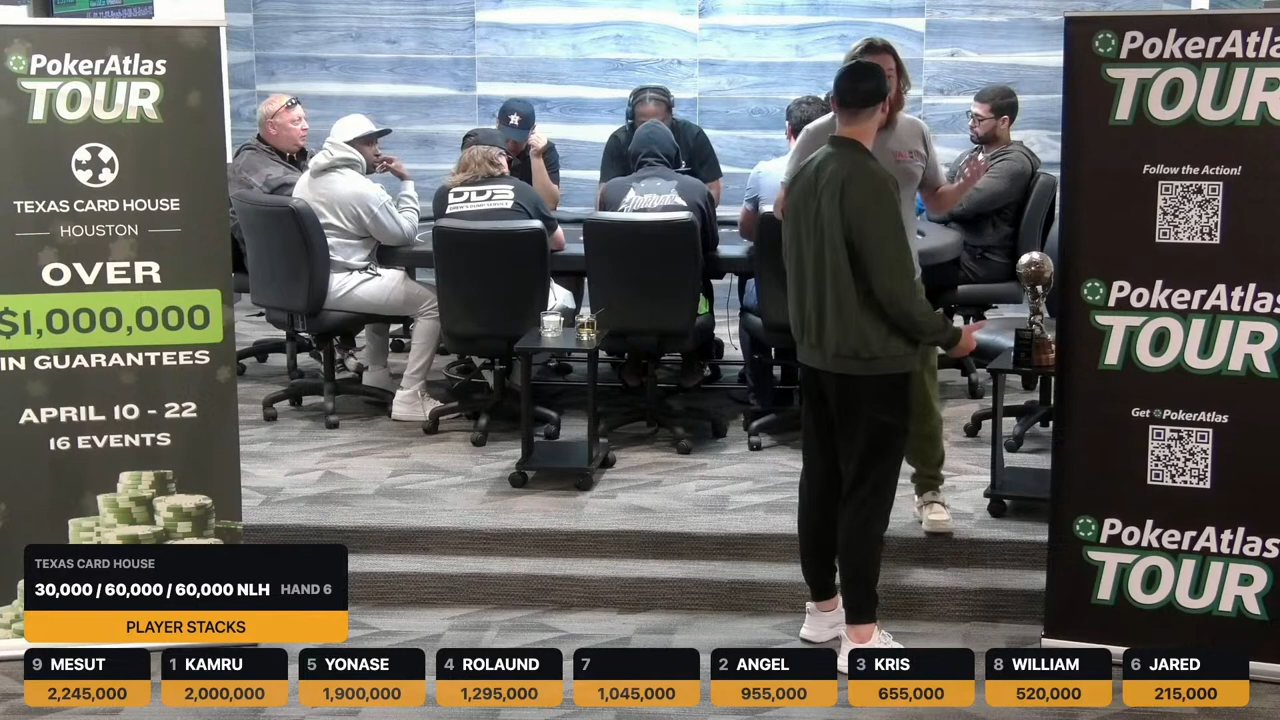 PokerAtlas
TOUR
TEXAS CARD HOUSE
HOUSTON
OVER
$1,000,000
IN GUARANTEES
APRIL 10 - 22
16 EVENTS
DDS
DREW'S DUMP SERVICE
PokerAtlas
TOUR
Follow the Action!
PokerAtlas
TOUR
Get PokerAtlas
PokerAtlas
TOUR
TEXAS CARD HOUSE
30,000 / 60,000 / 60,000 NLH HAND 6
PLAYER STACKS
9 MESUT
2,245,000
1 KAMRU
2,000,000
5 YONASE
1,900,000
4 ROLAUND
1,295,000
7
1,045,000
2 ANGEL
955,000
3 KRIS
655,000
8 WILLIAM
520,000
6 JARED
215,000